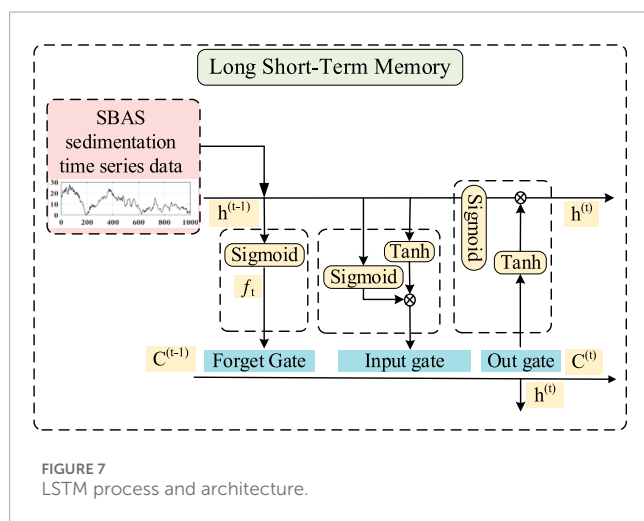 Long Short-Term Memory
SBAS
sedimentation
time series data
30
20
10
0
0 200 400 600 800 1000
h(t-1)
h(t)
Sigmoid
Sigmoid
Tanh
Sigmoid
Tanh
ft
C(t-1)
Forget Gate
Input gate
Out gate
C(t)
h(t)
FIGURE 7
LSTM process and architecture.